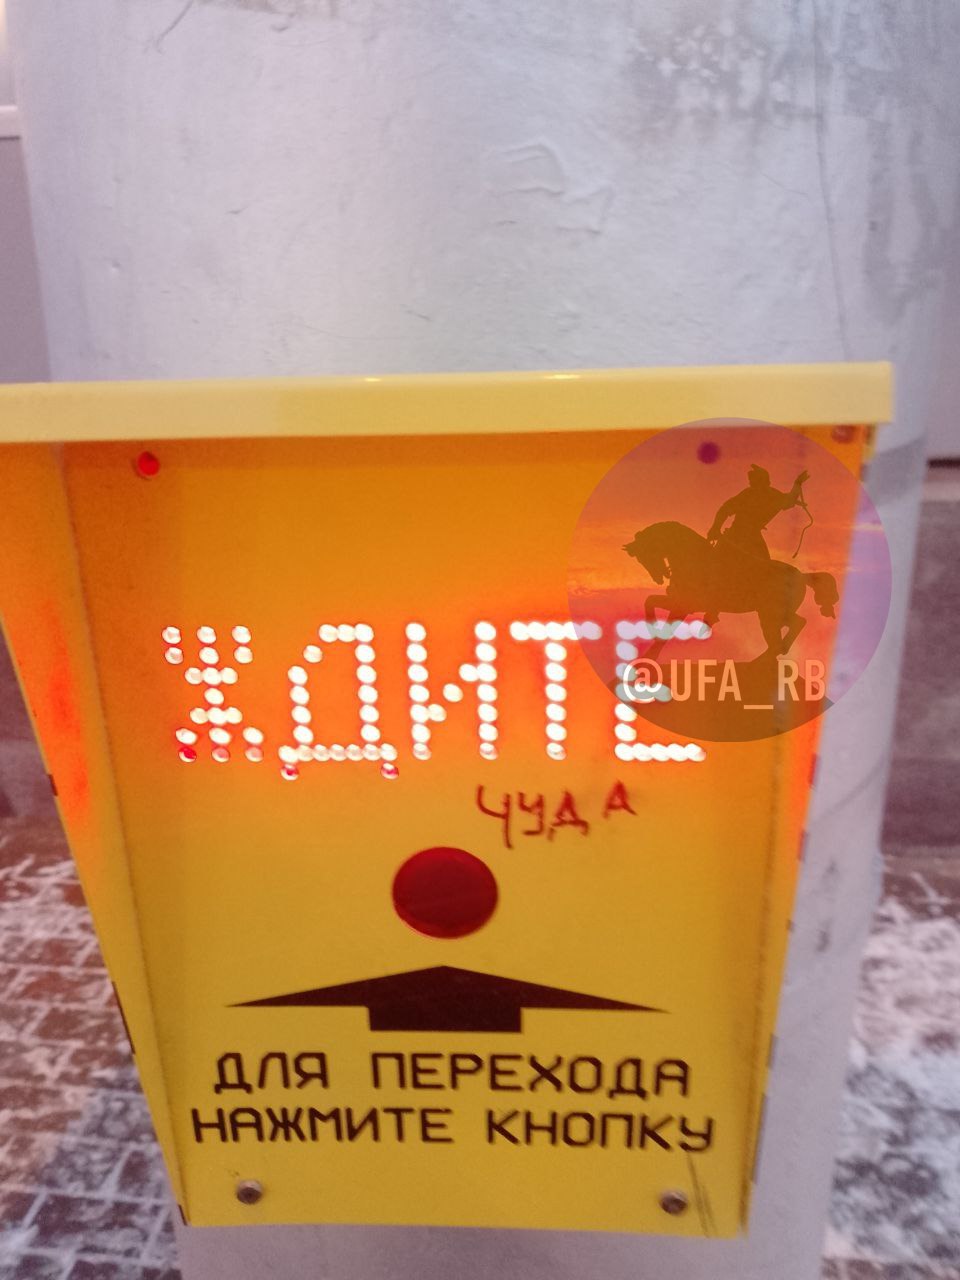 ЖДИТЕ
@UFA_RB
ЧУДА
ДЛЯ ПЕРЕХОДА
НАЖМИТЕ КНОПКУ